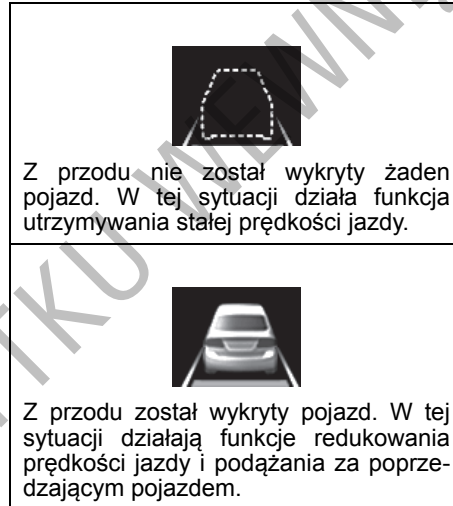 Z przodu nie został wykryty żaden
pojazd. W tej sytuacji działa funkcja
utrzymywania stałej prędkości jazdy.
Z przodu został wykryty pojazd. W tej
sytuacji działają funkcje redukowania
prędkości jazdy i podążania za poprze-
dzającym pojazdem.